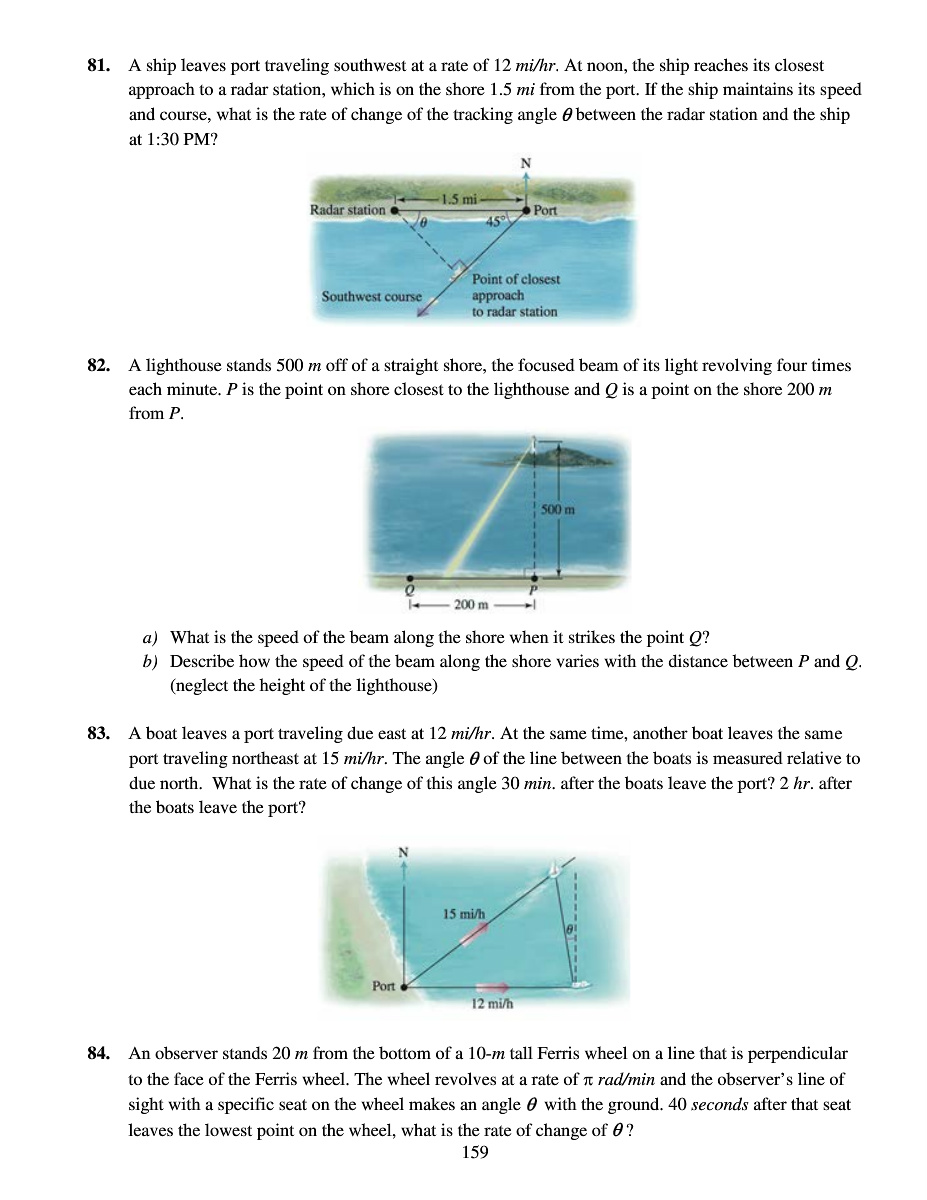 81. A ship leaves port traveling southwest at a rate of 12 mi/hr. At noon, the ship reaches its closest
approach to a radar station, which is on the shore 1.5 mi from the port. If the ship maintains its speed
and course, what is the rate of change of the tracking angle θ between the radar station and the ship
at 1:30 PM?
N
1.5 mi
Radar station
θ
45°
Port
Point of closest
Southwest course
approach
to radar station
82. A lighthouse stands 500 m off of a straight shore, the focused beam of its light revolving four times
each minute. P is the point on shore closest to the lighthouse and Q is a point on the shore 200 m
from P.
500 m
Q
P
200 m
a) What is the speed of the beam along the shore when it strikes the point Q?
b) Describe how the speed of the beam along the shore varies with the distance between P and Q.
(neglect the height of the lighthouse)
83. A boat leaves a port traveling due east at 12 mi/hr. At the same time, another boat leaves the same
port traveling northeast at 15 mi/hr. The angle θ of the line between the boats is measured relative to
due north. What is the rate of change of this angle 30 min. after the boats leave the port? 2 hr. after
the boats leave the port?
N
15 mi/h
θ
Port
12 mi/h
84. An observer stands 20 m from the bottom of a 10-m tall Ferris wheel on a line that is perpendicular
to the face of the Ferris wheel. The wheel revolves at a rate of π rad/min and the observer’s line of
sight with a specific seat on the wheel makes an angle θ with the ground. 40 seconds after that seat
leaves the lowest point on the wheel, what is the rate of change of θ?
159